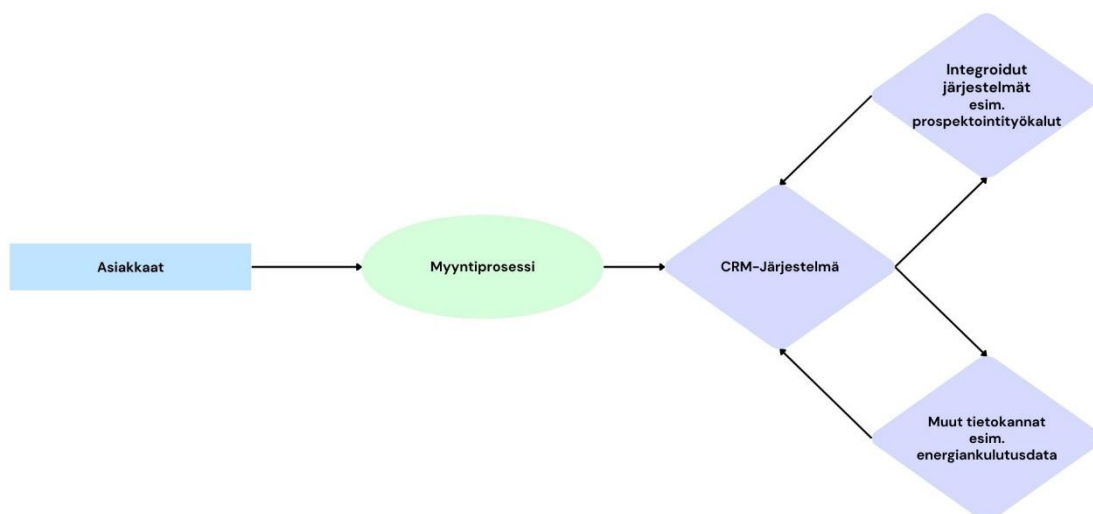 Integroidut
järjestelmät
esim.
prospektointityökalut
Asiakkaat
Myyntiprosessi
CRM-Järjestelmä
Muut tietokannat
esim.
energiankulutusdata